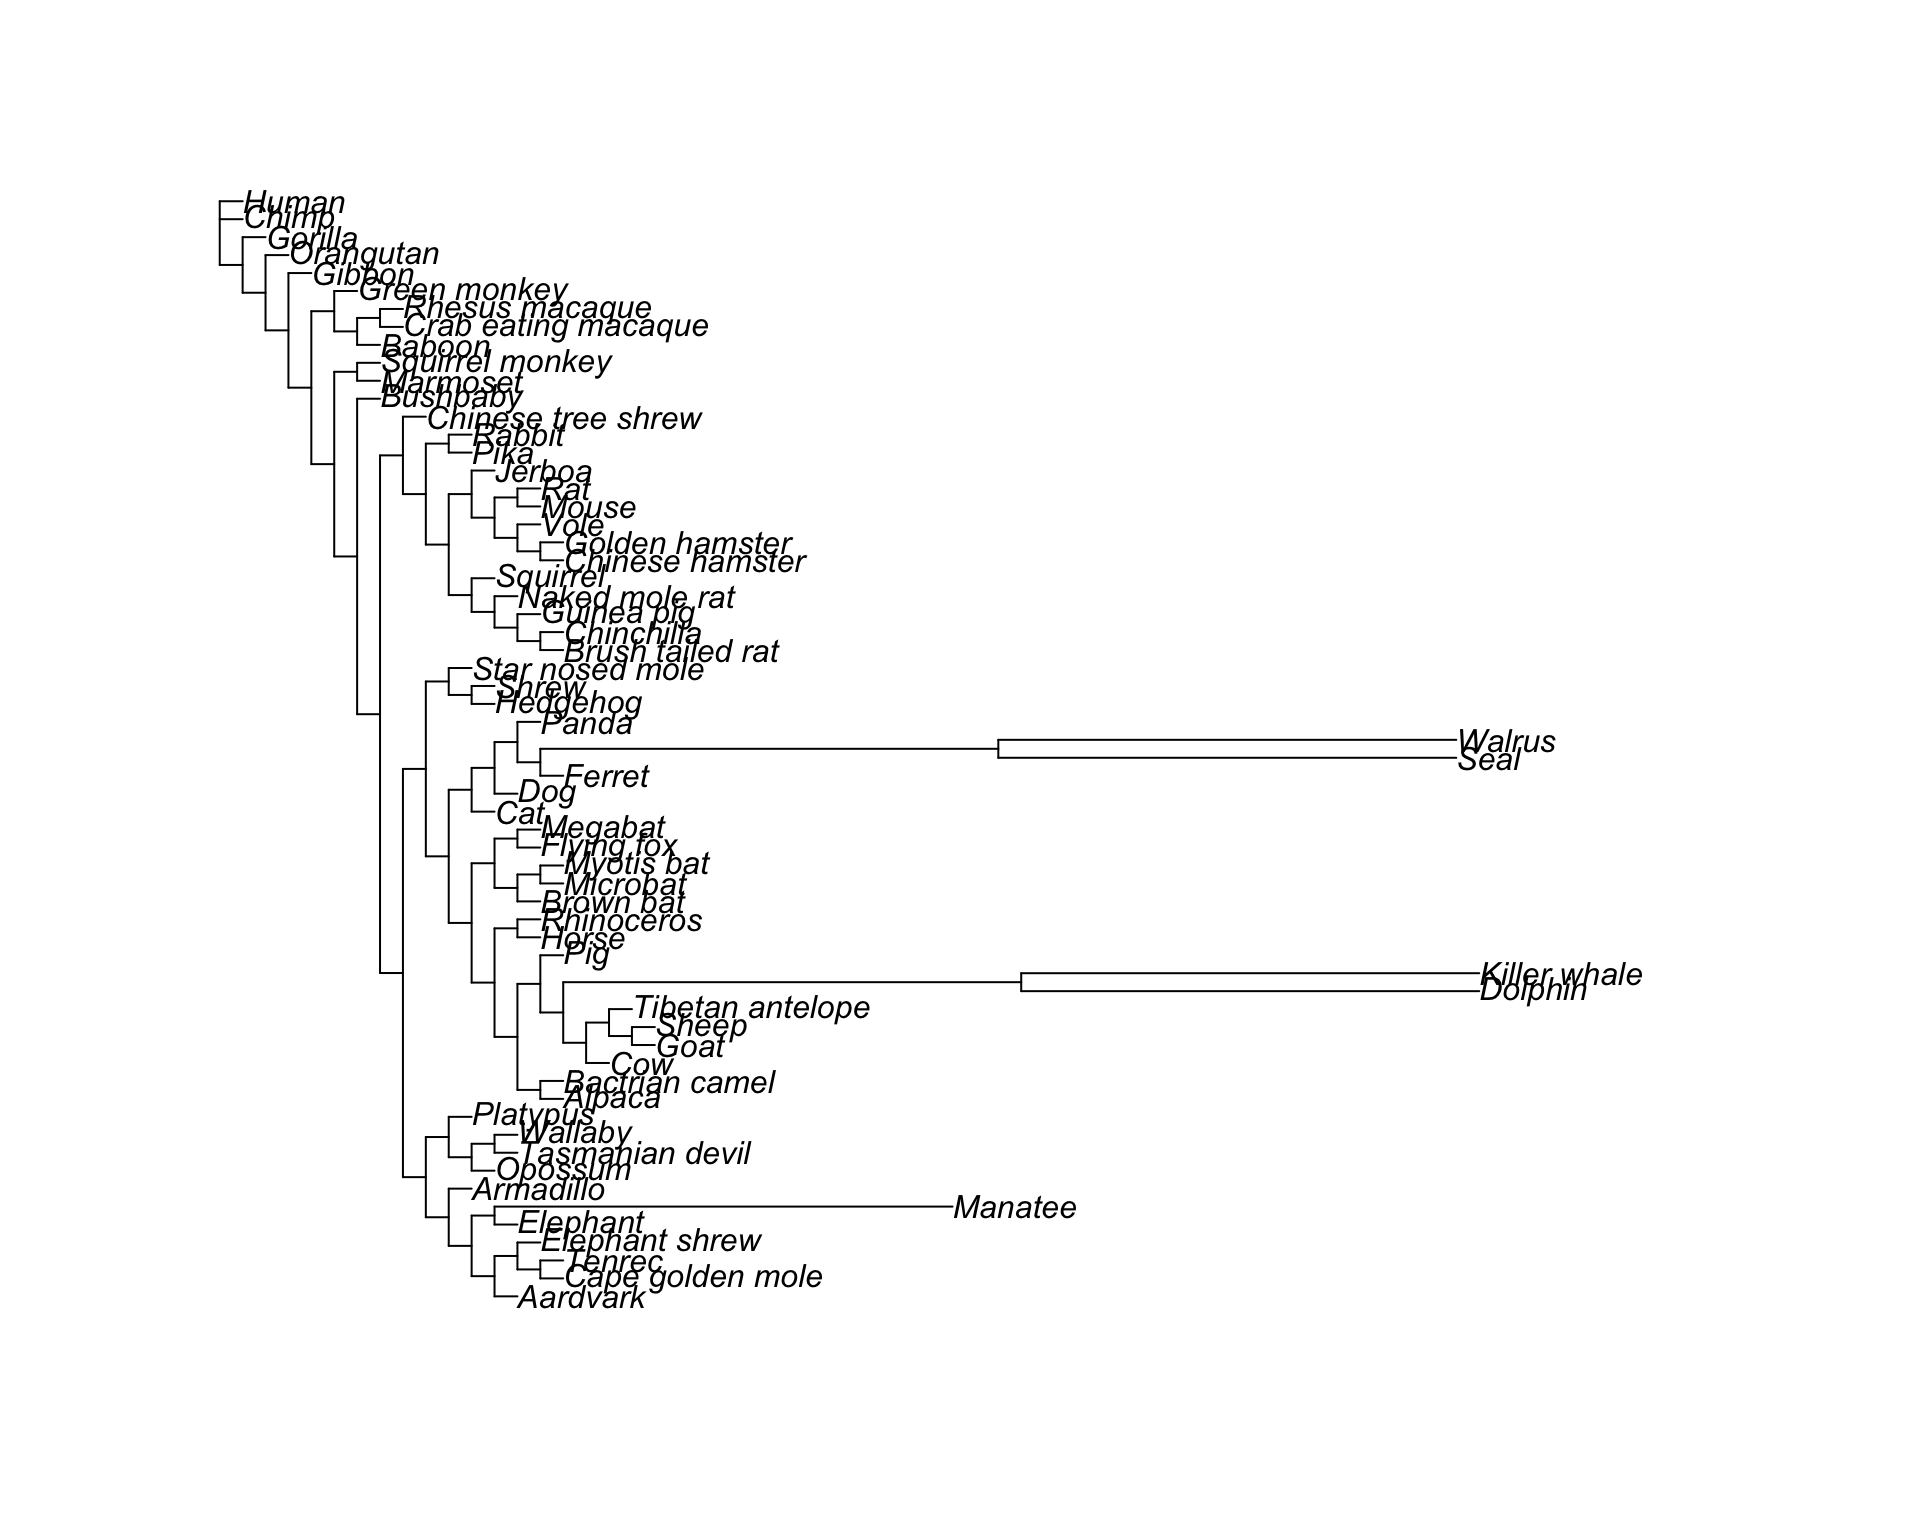 Human
Chimp
Gorilla
Orangutan
Gibbon
Green monkey
Rhesus macaque
Crab eating macaque
Baboon
Squirrel monkey
Marmoset
Bushbaby
Chinese tree shrew
Rabbit
Pika
Jerboa
Rat
Mouse
Vole
Golden hamster
Chinese hamster
Squirrel
Naked mole rat
Guinea pig
Chinchilla
Brush tailed rat
Star nosed mole
Shrew
Hedgehog
Panda
Walrus
Seal
Ferret
Dog
Cat
Megabat
Flying fox
Myotis bat
Microbat
Brown bat
Rhinoceros
Horse
Pig
Killer whale
Dolphin
Tibetan antelope
Sheep
Goat
Cow
Bactrian camel
Alpaca
Platypus
Wallaby
Tasmanian devil
Opossum
Armadillo
Manatee
Elephant
Elephant shrew
Tenrec
Cape golden mole
Aardvark